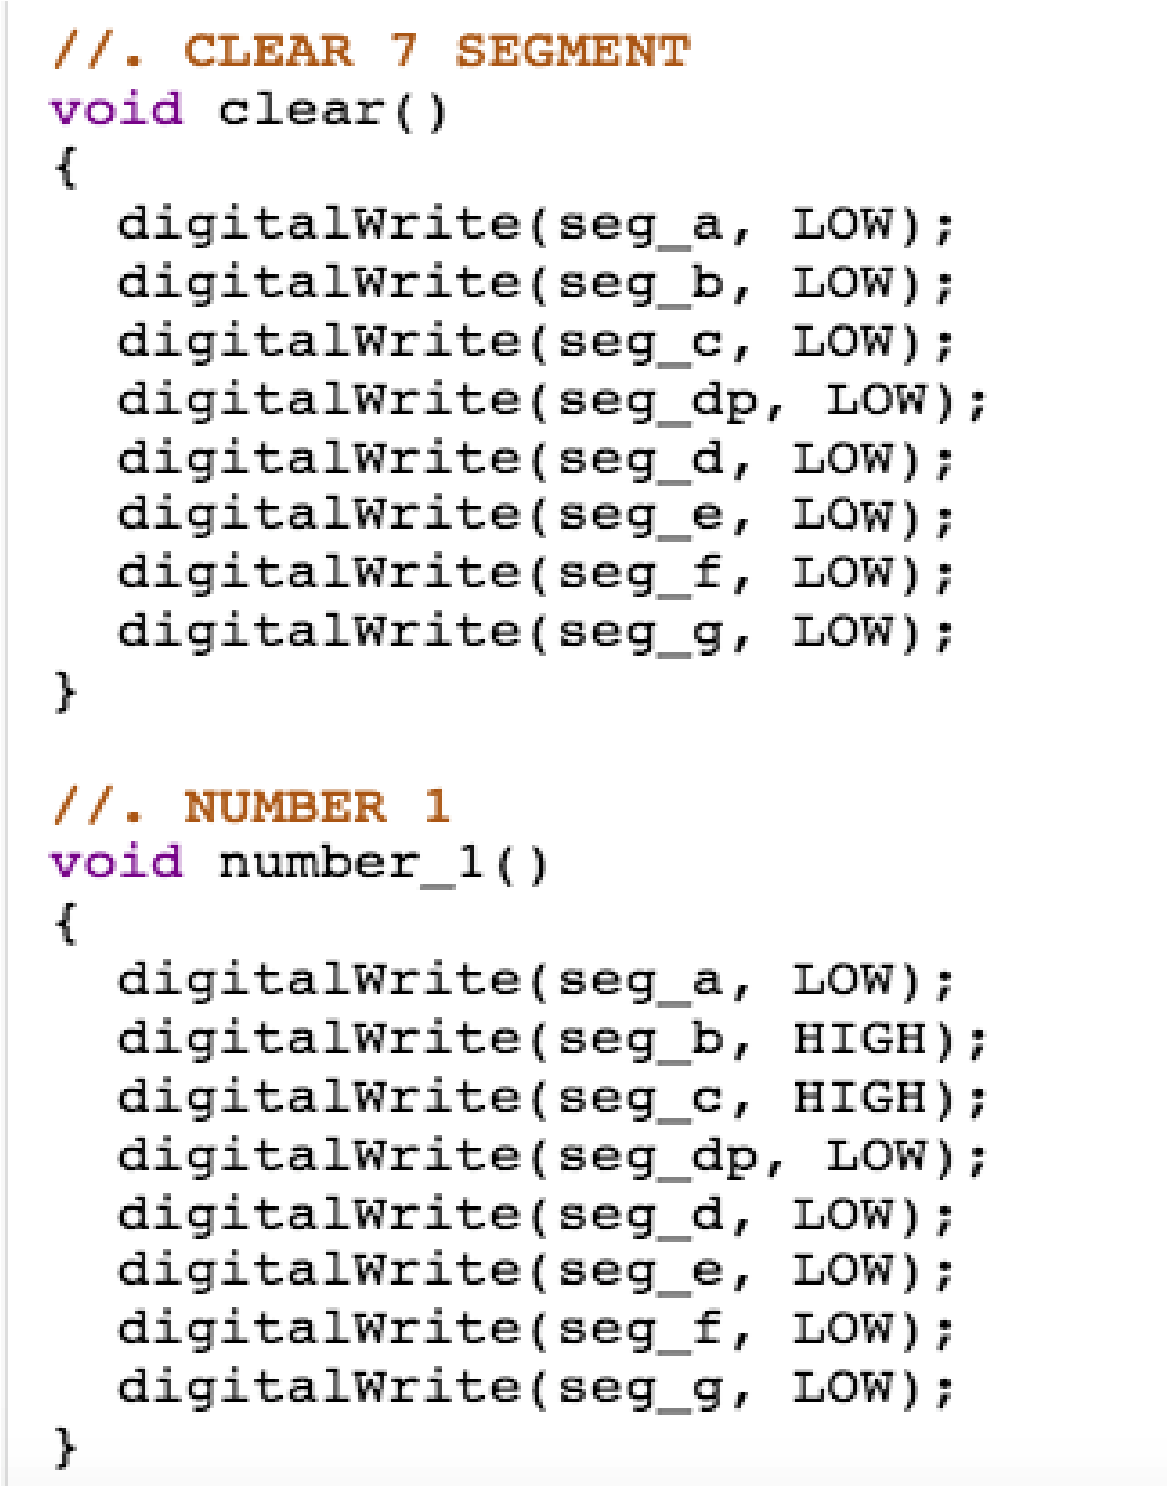 //. CLEAR 7 SEGMENT
void clear()
{
  digitalWrite(seg_a, LOW);
  digitalWrite(seg_b, LOW);
  digitalWrite(seg_c, LOW);
  digitalWrite(seg_dp, LOW);
  digitalWrite(seg_d, LOW);
  digitalWrite(seg_e, LOW);
  digitalWrite(seg_f, LOW);
  digitalWrite(seg_g, LOW);
}

//. NUMBER 1
void number_1()
{
  digitalWrite(seg_a, LOW);
  digitalWrite(seg_b, HIGH);
  digitalWrite(seg_c, HIGH);
  digitalWrite(seg_dp, LOW);
  digitalWrite(seg_d, LOW);
  digitalWrite(seg_e, LOW);
  digitalWrite(seg_f, LOW);
  digitalWrite(seg_g, LOW);
}